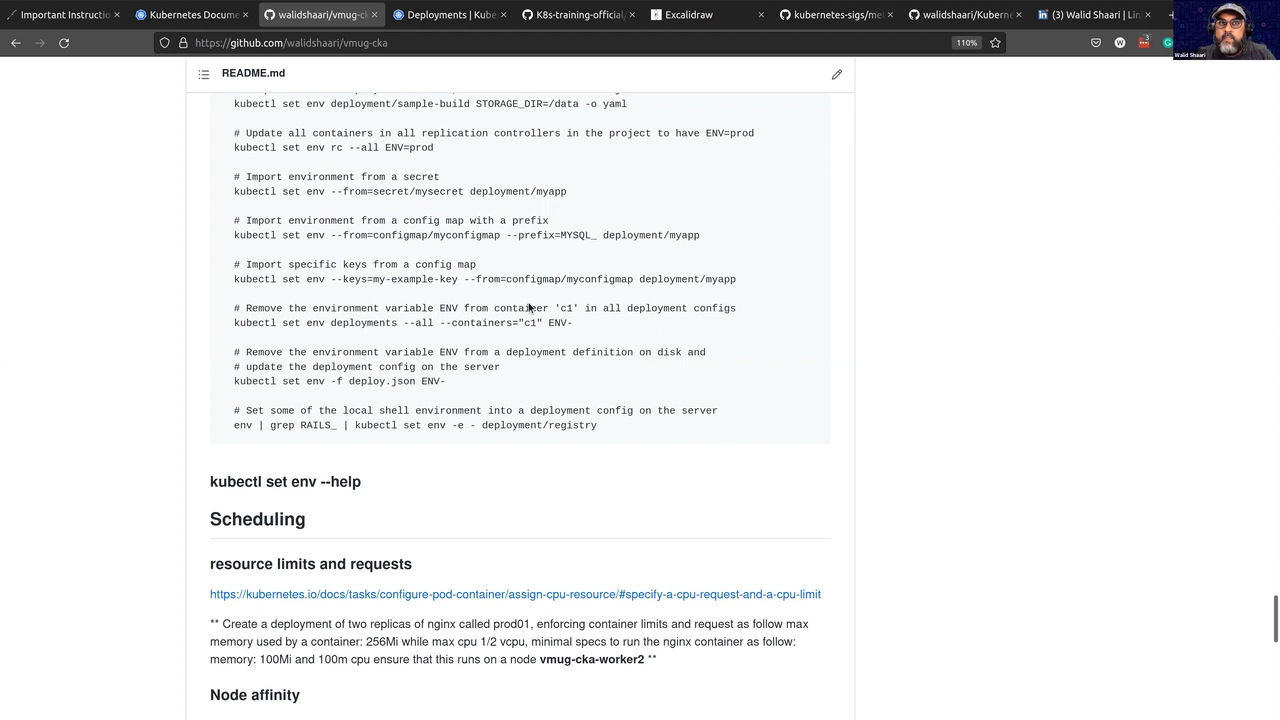 Important Instructio
Kubernetes Docume
walidshaari/vmug-ck
Deployments | Kube
K8s-training-official/
Excalidraw
kubernetes-sigs/me
walidshaari/Kubern
(3) Walid Shaari | Lin
https://github.com/walidshaari/vmug-cka
110%
3
Walid Shaari
README.md
kubectl set env deployment/sample-build STORAGE_DIR=/data -o yaml
# Update all containers in all replication controllers in the project to have ENV=prod
kubectl set env rc --all ENV=prod
# Import environment from a secret
kubectl set env --from=secret/mysecret deployment/myapp
# Import environment from a config map with a prefix
kubectl set env --from=configmap/myconfigmap --prefix=MYSQL_ deployment/myapp
# Import specific keys from a config map
kubectl set env --keys=my-example-key --from=configmap/myconfigmap deployment/myapp
# Remove the environment variable ENV from container 'c1' in all deployment configs
kubectl set env deployments --all --containers="c1" ENV-
# Remove the environment variable ENV from a deployment definition on disk and
# update the deployment config on the server
kubectl set env -f deploy.json ENV-
# Set some of the local shell environment into a deployment config on the server
env | grep RAILS_ | kubectl set env -e - deployment/registry
kubectl set env --help
Scheduling
resource limits and requests
https://kubernetes.io/docs/tasks/configure-pod-container/assign-cpu-resource/#specify-a-cpu-request-and-a-cpu-limit
** Create a deployment of two replicas of nginx called prod01, enforcing container limits and request as follow max
memory used by a container: 256Mi while max cpu 1/2 vcpu, minimal specs to run the nginx container as follow:
memory: 100Mi and 100m cpu ensure that this runs on a node vmug-cka-worker2 **
Node affinity